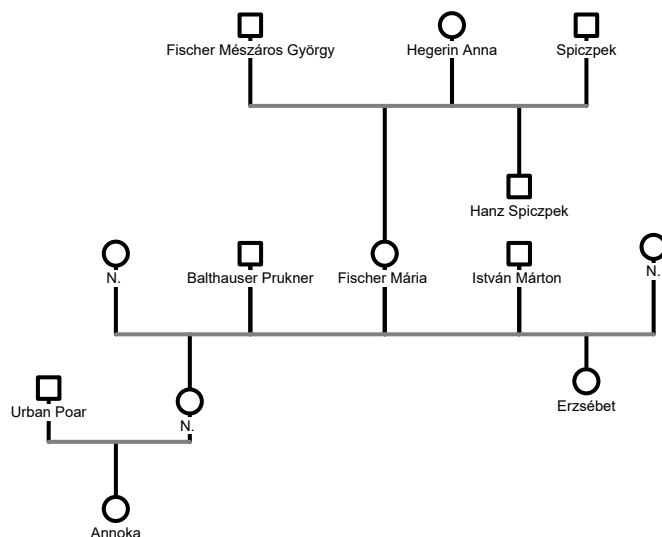 Fischer Mészáros György
Hegerin Anna
Spiczpek
Hanz Spiczpek
N.
Balthauser Prukner
Fischer Mária
István Márton
N.
Urban Poar
N.
Erzsébet
Annoka